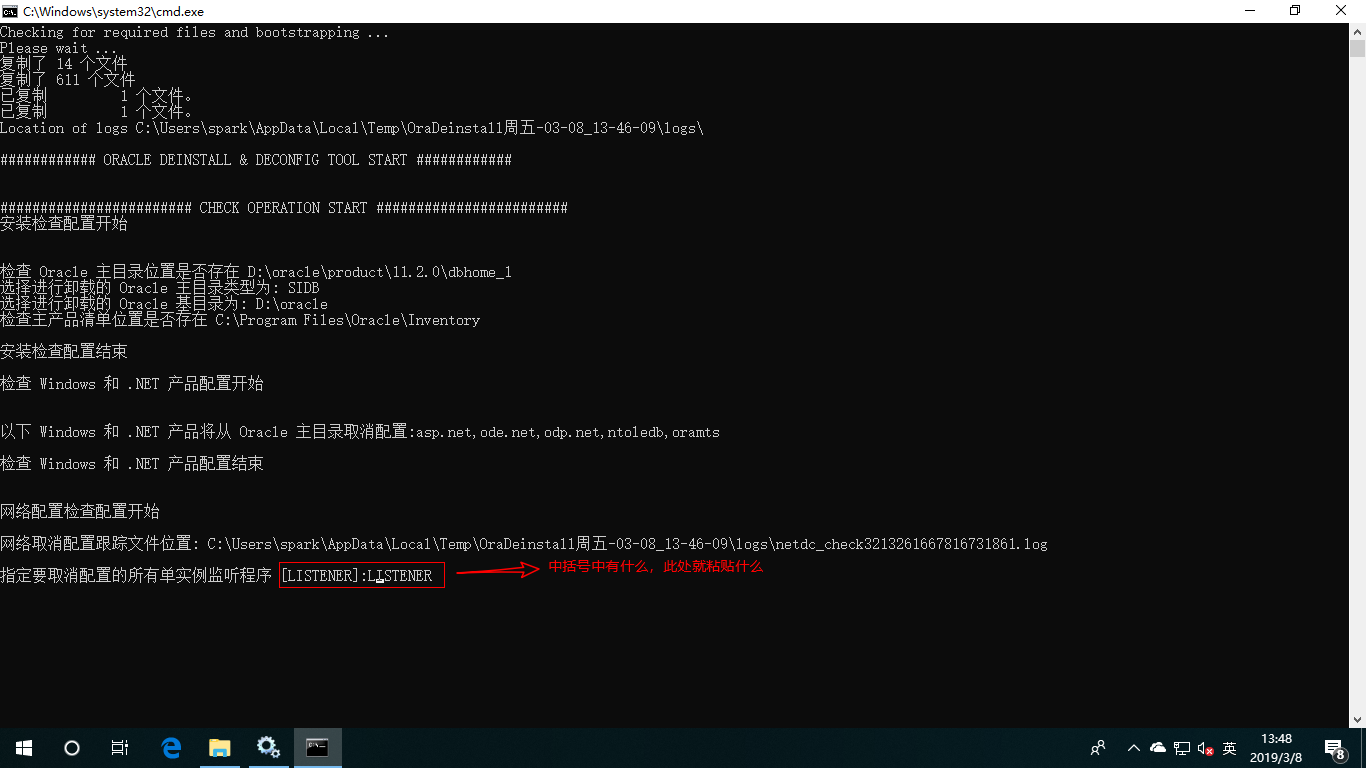 C:\Windows\system32\cmd.exe
Checking for required files and bootstrapping ...
Please wait ...
复制了 14 个文件
复制了 611 个文件
已复制         1 个文件。
已复制         1 个文件。
Location of logs C:\Users\spark\AppData\Local\Temp\OraDeinstall周五-03-08_13-46-09\logs\
############ ORACLE DEINSTALL & DECONFIG TOOL START ############
######################## CHECK OPERATION START ########################
安装检查配置开始
检查 Oracle 主目录位置是否存在 D:\oracle\product\11.2.0\dbhome_1
选择进行卸载的 Oracle 主目录类型为: SIDB
选择进行卸载的 Oracle 基目录为: D:\oracle
检查主产品清单位置是否存在 C:\Program Files\Oracle\Inventory
安装检查配置结束
检查 Windows 和 .NET 产品配置开始
以下 Windows 和 .NET 产品将从 Oracle 主目录取消配置:asp.net,ode.net,odp.net,ntoledb,oramts
检查 Windows 和 .NET 产品配置结束
网络配置检查配置开始
网络取消配置跟踪文件位置: C:\Users\spark\AppData\Local\Temp\OraDeinstall周五-03-08_13-46-09\logs\netdc_check3213261667816731861.log
指定要取消配置的所有单实例监听程序 [LISTENER]:LISTENER
中括号中有什么，此处就粘贴什么
英
13:48
2019/3/8
8